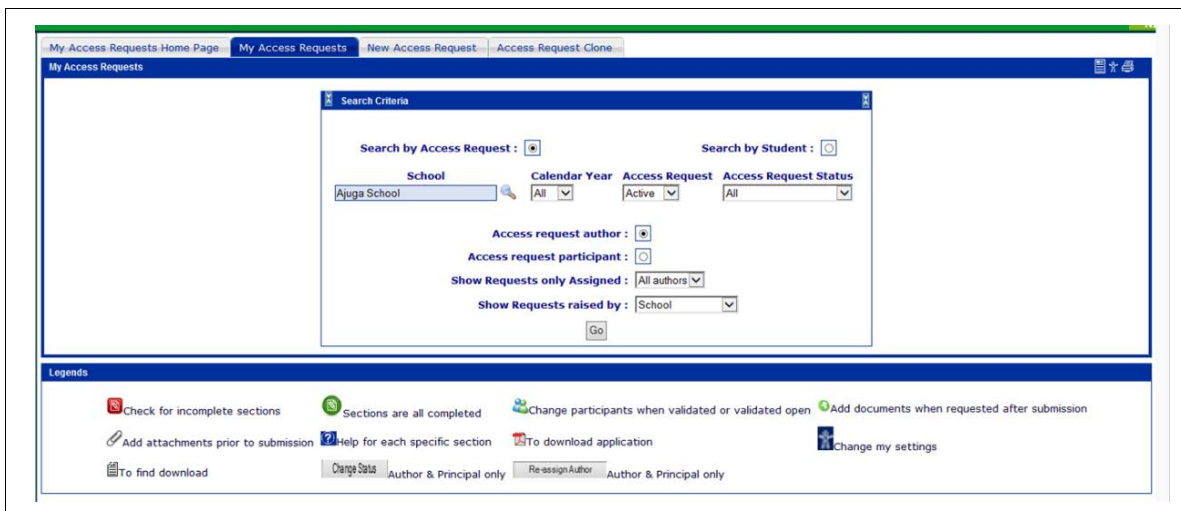 My Access Requests Home Page My Access Requests New Access Request Access Request Clone
My Access Requests
Search Criteria
Search by Access Request : Search by Student :
School Calendar Year Access Request Access Request Status
Ajuga School All Active All
Access request author :
Access request participant :
Show Requests only Assigned : All authors
Show Requests raised by : School
Go
Legends
Check for incomplete sections Sections are all completed Change participants when validated or validated open Add documents when requested after submission
Add attachments prior to submission Help for each specific section To download application Change my settings
To find download Change Status Author & Principal only Re-assign Author Author & Principal only